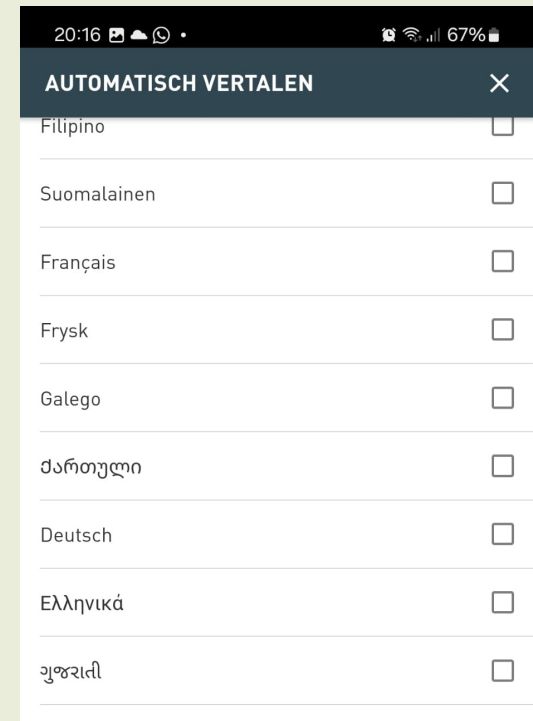 20:16 67%
AUTOMATISCH VERTALEN
Filipino
Suomalainen
Français
Frysk
Galego
ქართული
Deutsch
Ελληνικά
ગુજરાતી